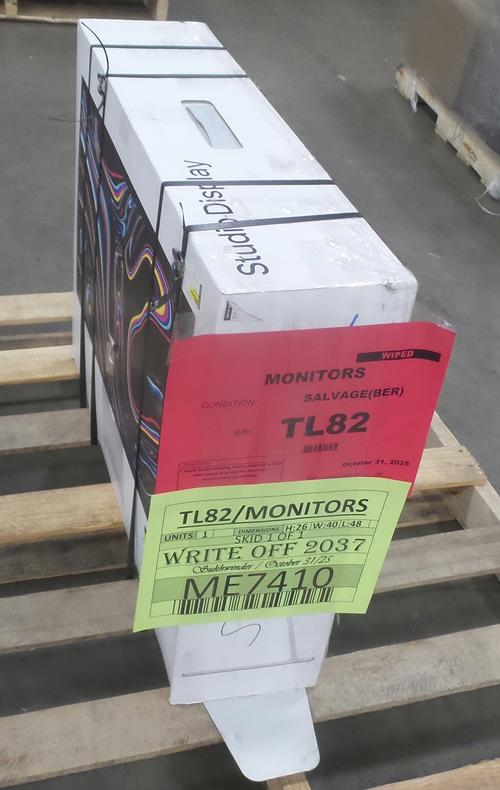 Studio Display
WIPED
MONITORS
CONDITION: SALVAGE(BER)
BIN: TL82
October 31, 2025
TL82/MONITORS
UNITS 1 DIMENSIONS H:26 W:40 L:48
SKID 1 OF 1
WRITE OFF 2037
Sukhwinder / October 31/25
ME7410